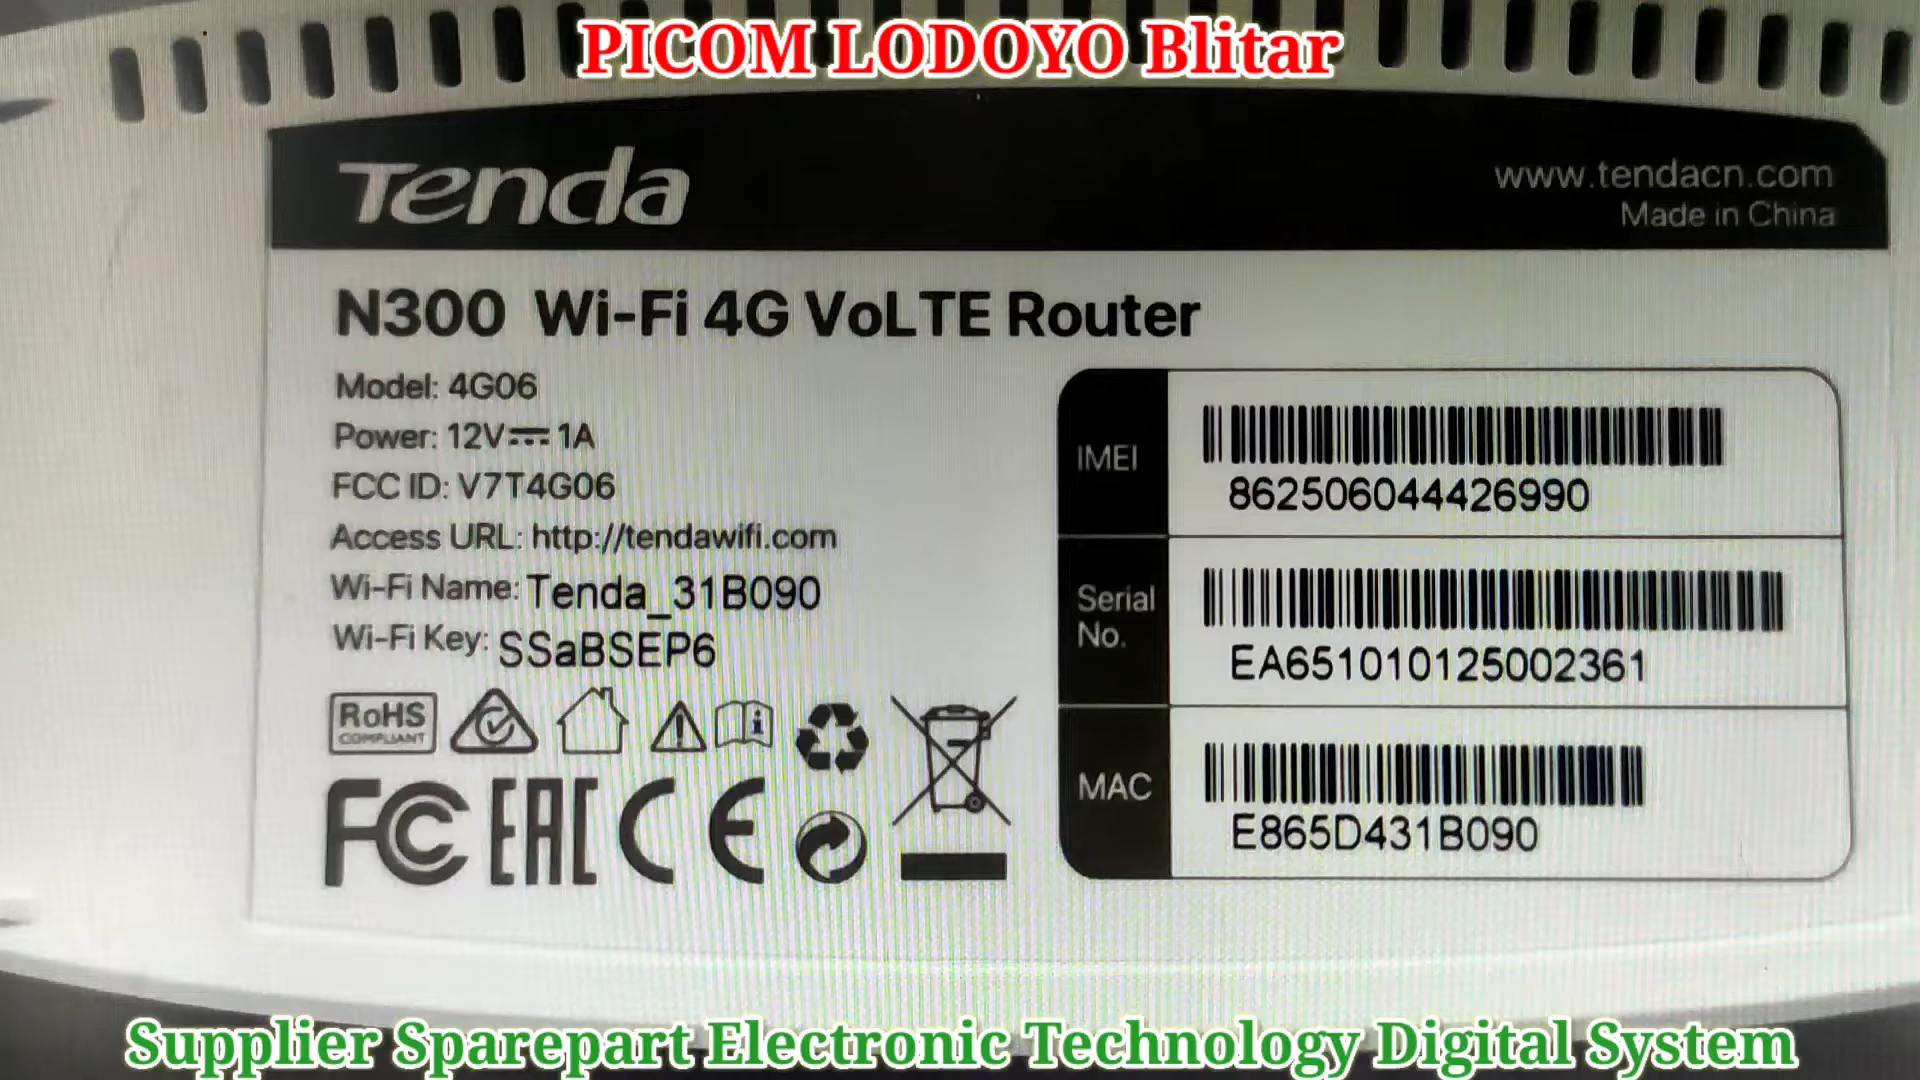 PICOM LODOYO Blitar
Tenda
www.tendacn.com
Made in China
N300 Wi-Fi 4G VoLTE Router
Model: 4G06
Power: 12V⎓1A
FCC ID: V7T4G06
Access URL: http://tendawifi.com
Wi-Fi Name: Tenda_31B090
Wi-Fi Key: SSaBSEP6
RoHS
COMPLIANT
FC EAC CE
IMEI
862506044426990
Serial
No.
EA651010125002361
MAC
E865D431B090
Supplier Sparepart Electronic Technology Digital System